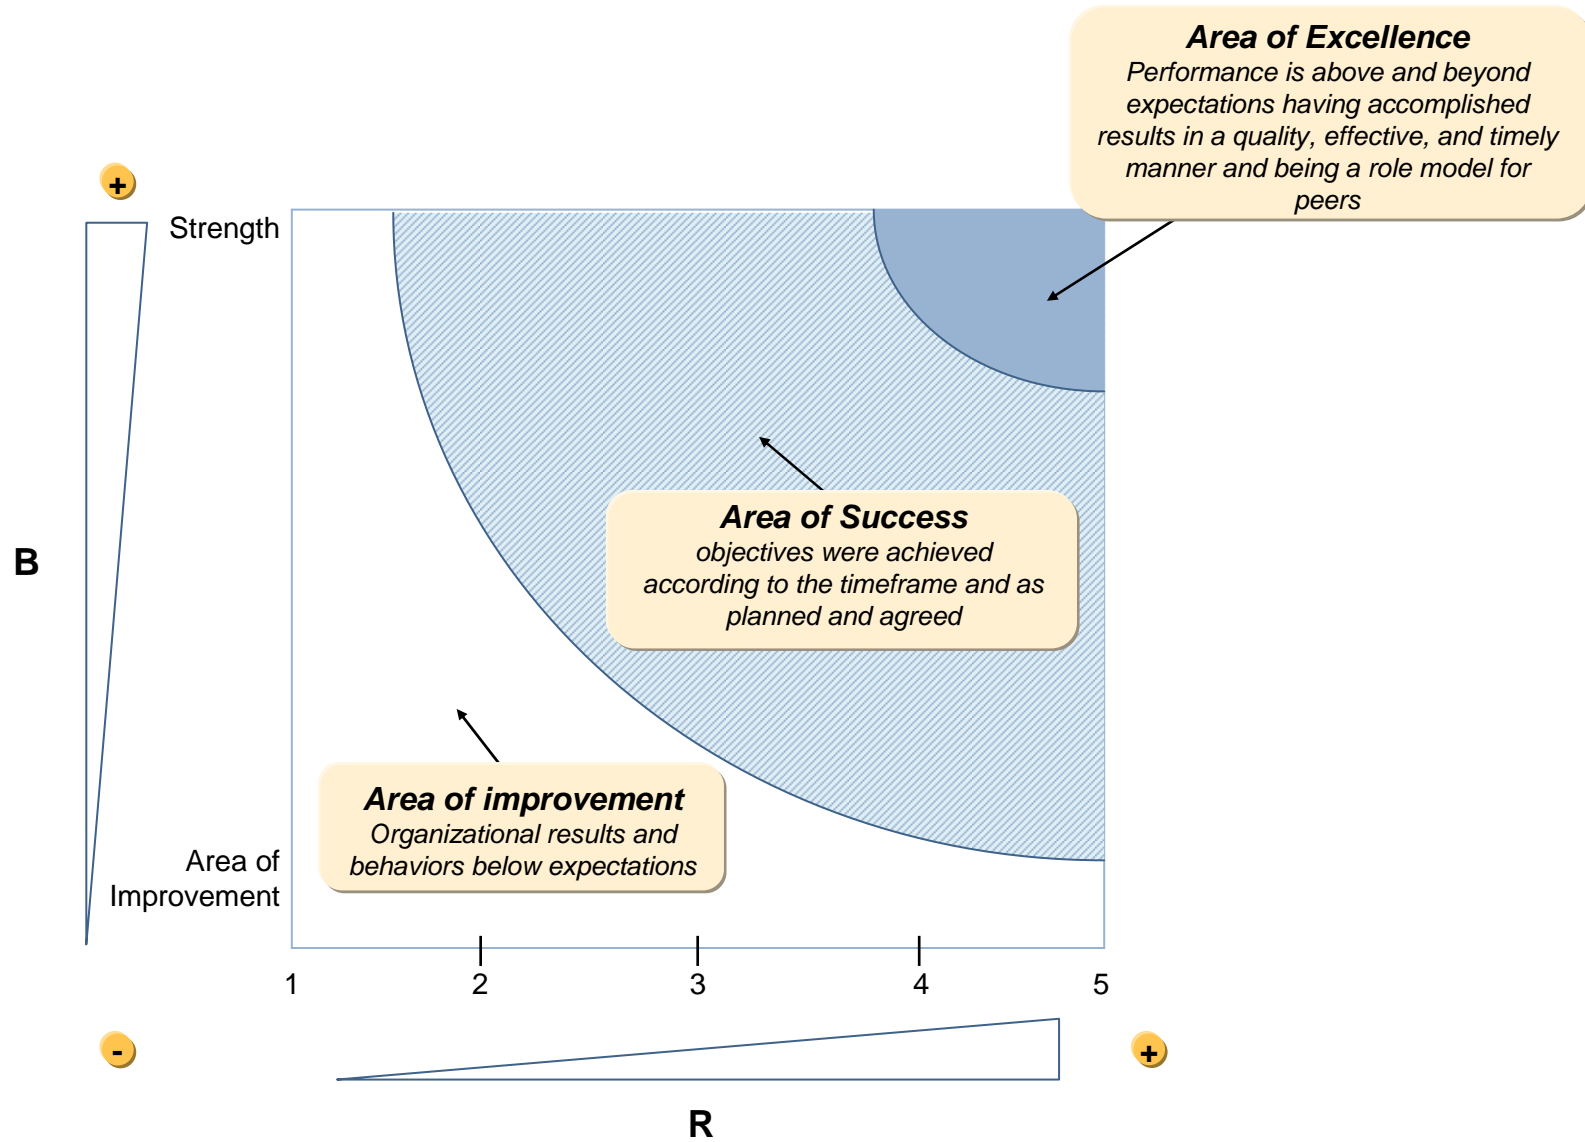 Area of Excellence
Performance is above and beyond
expectations having accomplished
results in a quality, effective, and timely
manner and being a role model for
peers
+
Strength
Area of Success
objectives were achieved
according to the timeframe and as
planned and agreed
B
Area of improvement
Organizational results and
behaviors below expectations
Area of
Improvement
1
2
3
4
5
-
+
R